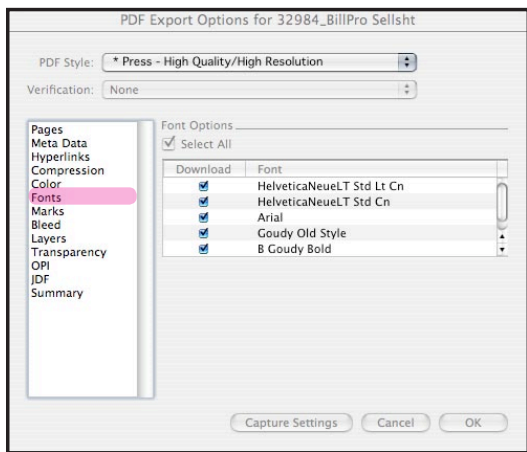 PDF Export Options for 32984_BillPro Sellsht
PDF Style: * Press - High Quality/High Resolution
Verification: None
Pages
Meta Data
Hyperlinks
Compression
Color
Fonts
Marks
Bleed
Layers
Transparency
OPI
JDF
Summary
Font Options
Select All
Download Font
HelveticaNeueLT Std Lt Cn
HelveticaNeueLT Std Cn
Arial
Goudy Old Style
B Goudy Bold
Capture Settings Cancel OK